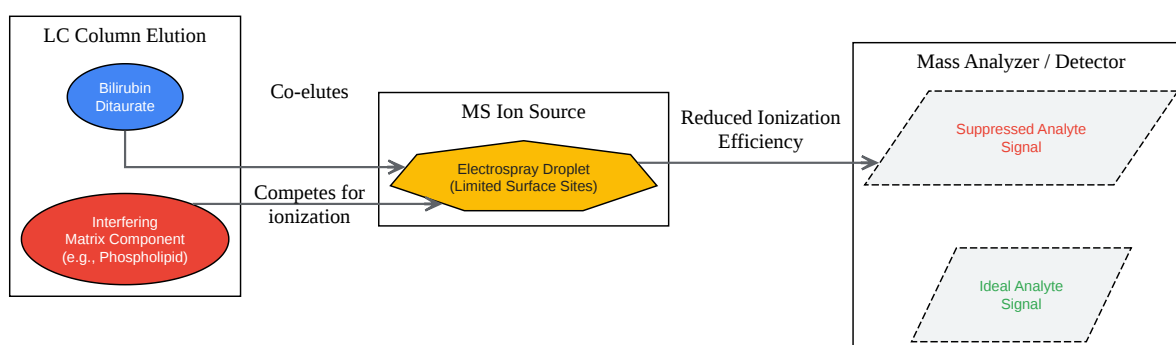 LC Column Elution
Bilirubin
Ditaurate
Interfering
Matrix Component
(e.g., Phospholipid)
Co-elutes
Competes for
ionization
MS Ion Source
Electrospray Droplet
(Limited Surface Sites)
Reduced Ionization
Efficiency
Mass Analyzer / Detector
Suppressed Analyte
Signal
Ideal Analyte
Signal